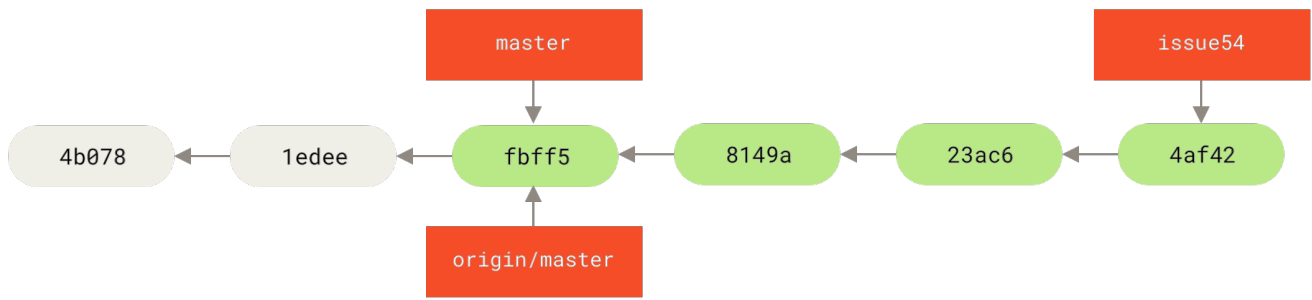 master
issue54
4b078
1edee
fbff5
8149a
23ac6
4af42
origin/master